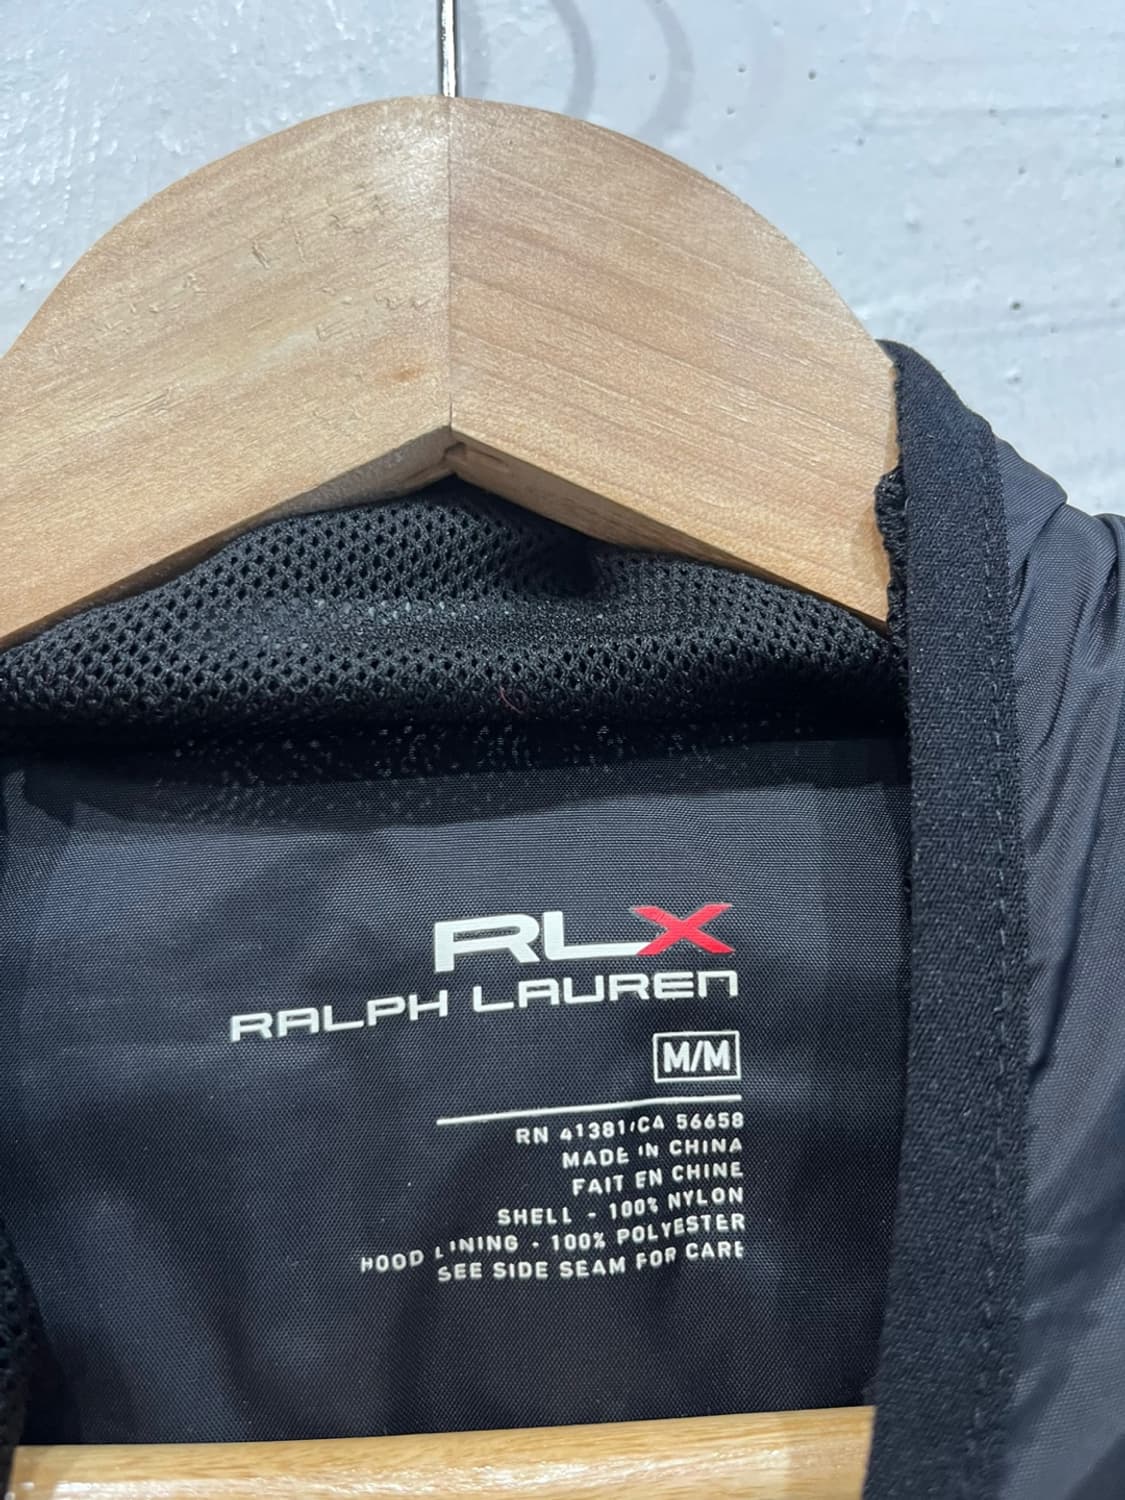 RLX
RALPH LAUREN
M/M
RN 41381/CA 56658
MADE IN CHINA
FAIT EN CHINE
SHELL - 100% NYLON
HOOD LINING - 100% POLYESTER
SEE SIDE SEAM FOR CARE